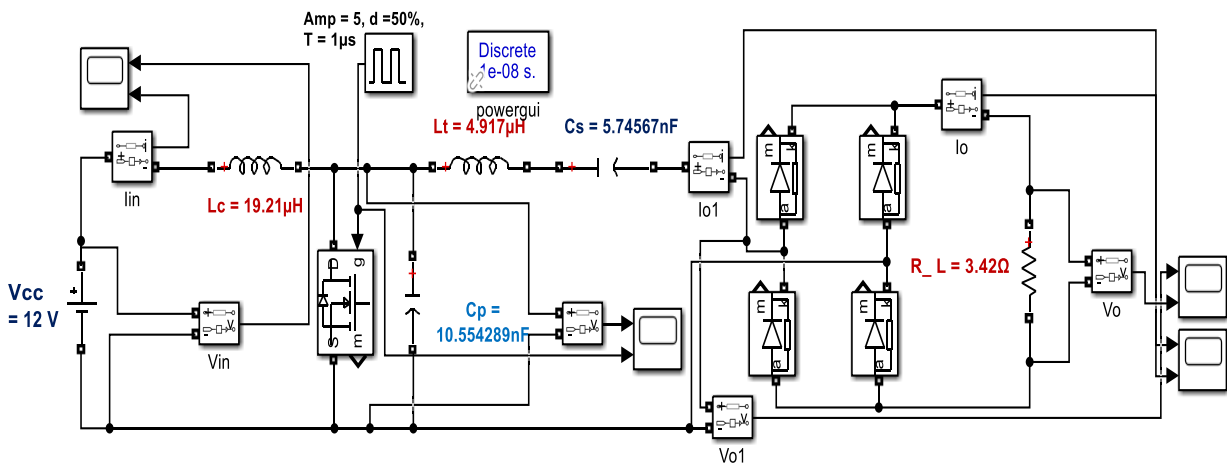 Amp = 5, d =50%,
T = 1µs
Discrete
1e-08 s.
powergui
Lt = 4.917µH
Cs = 5.74567nF
Iin
Lc = 19.21µH
Io1
Io
Vcc
= 12 V
Vin
Cp =
10.554289nF
R_ L = 3.42Ω
Vo
Vo1
m
k
a
m
k
a
m
k
a
m
k
a
D
g
S
m
+
-
i
+
-
v